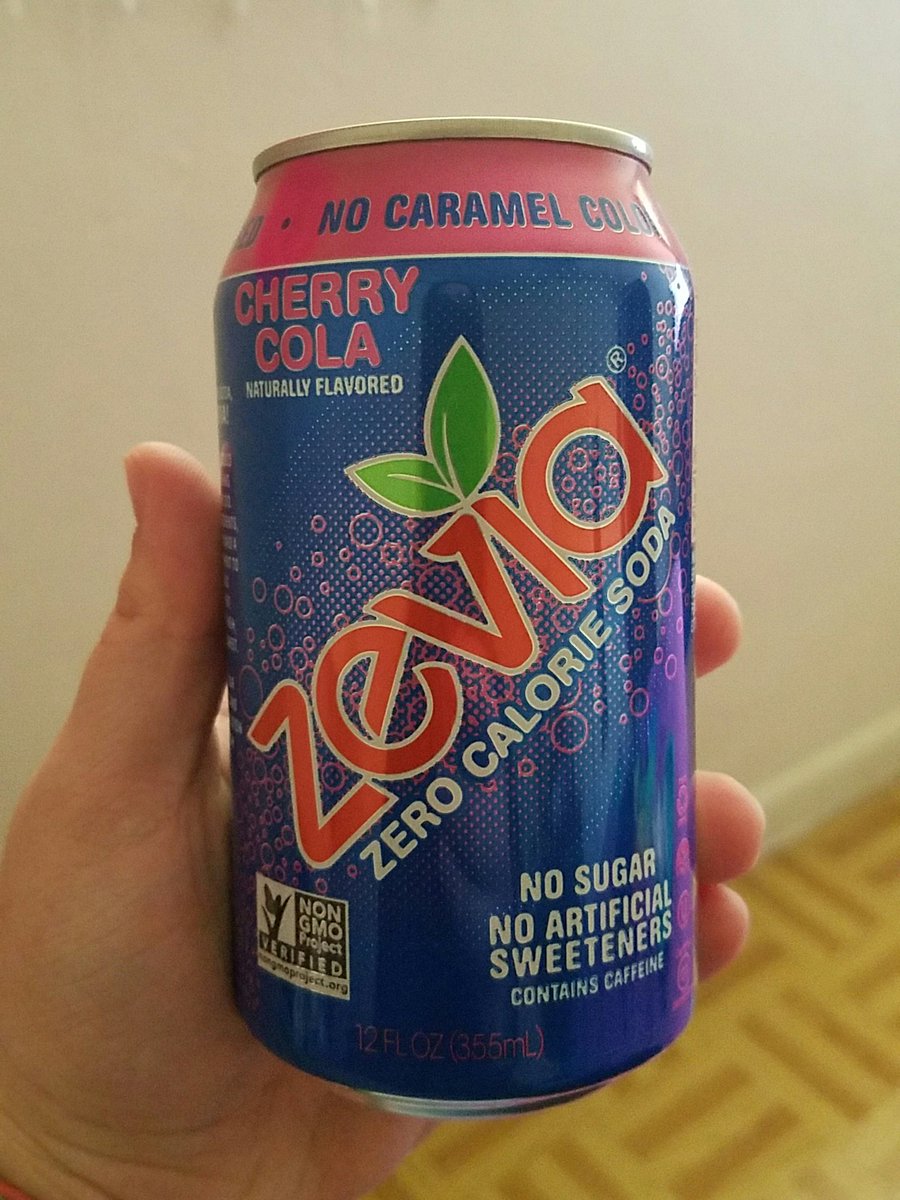 • NO CARAMEL COLO
CHERRY
COLA
NATURALLY FLAVORED
zevia®
ZERO CALORIE SODA
NON
GMO
Project
VERIFIED
nongmoproject.org
NO SUGAR
NO ARTIFICIAL
SWEETENERS
CONTAINS CAFFEINE
12 FL OZ (355mL)